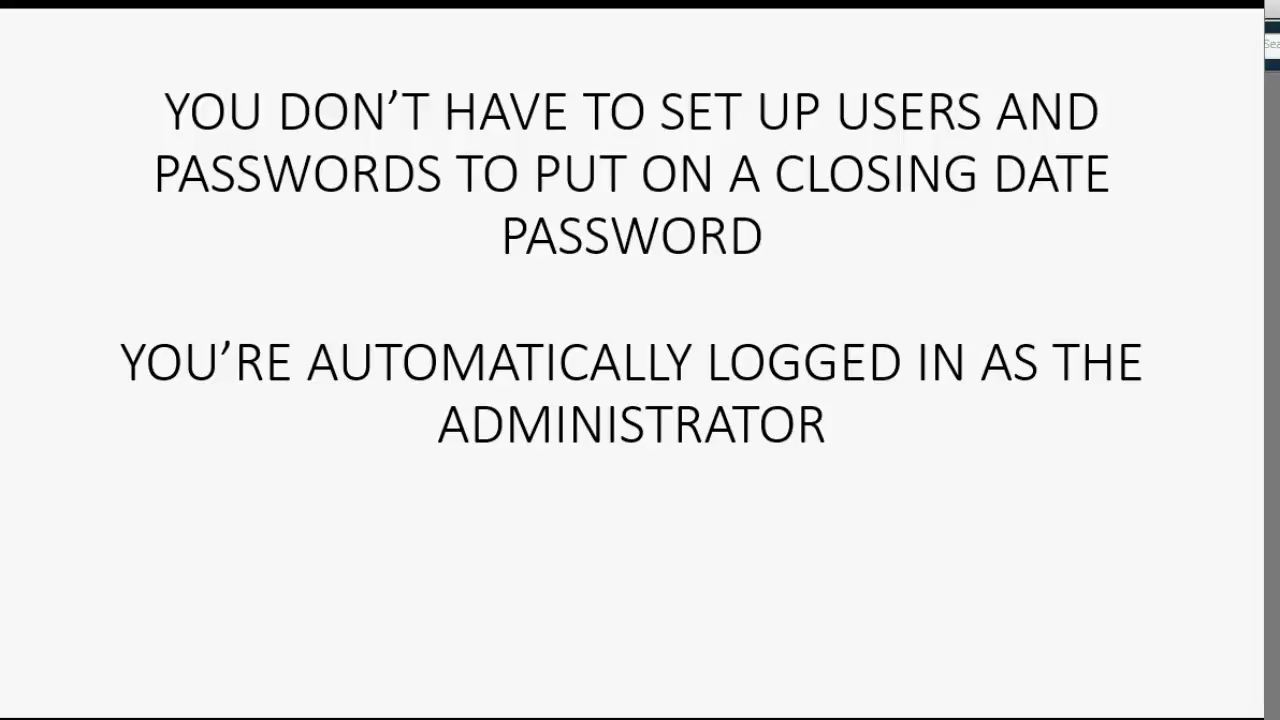 YOU DON’T HAVE TO SET UP USERS AND
PASSWORDS TO PUT ON A CLOSING DATE
PASSWORD
YOU’RE AUTOMATICALLY LOGGED IN AS THE
ADMINISTRATOR